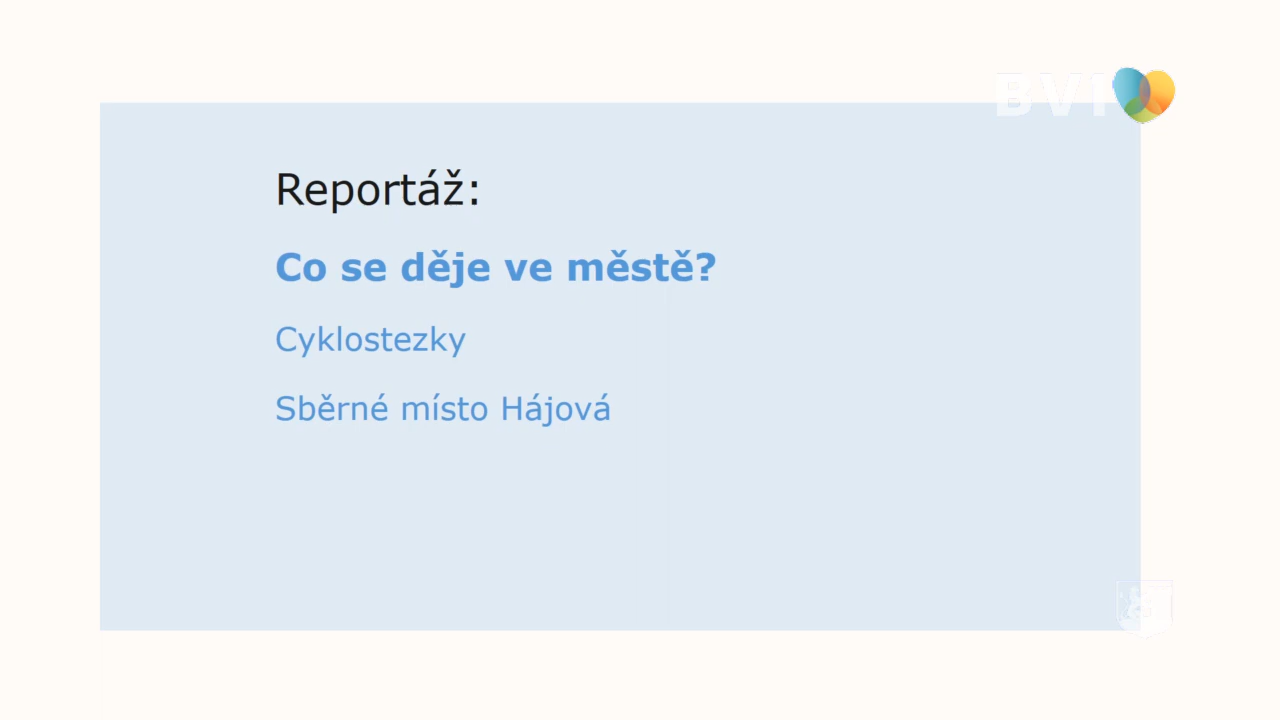 BVI
Reportáž:
Co se děje ve městě?
Cyklostezky
Sběrné místo Hájová